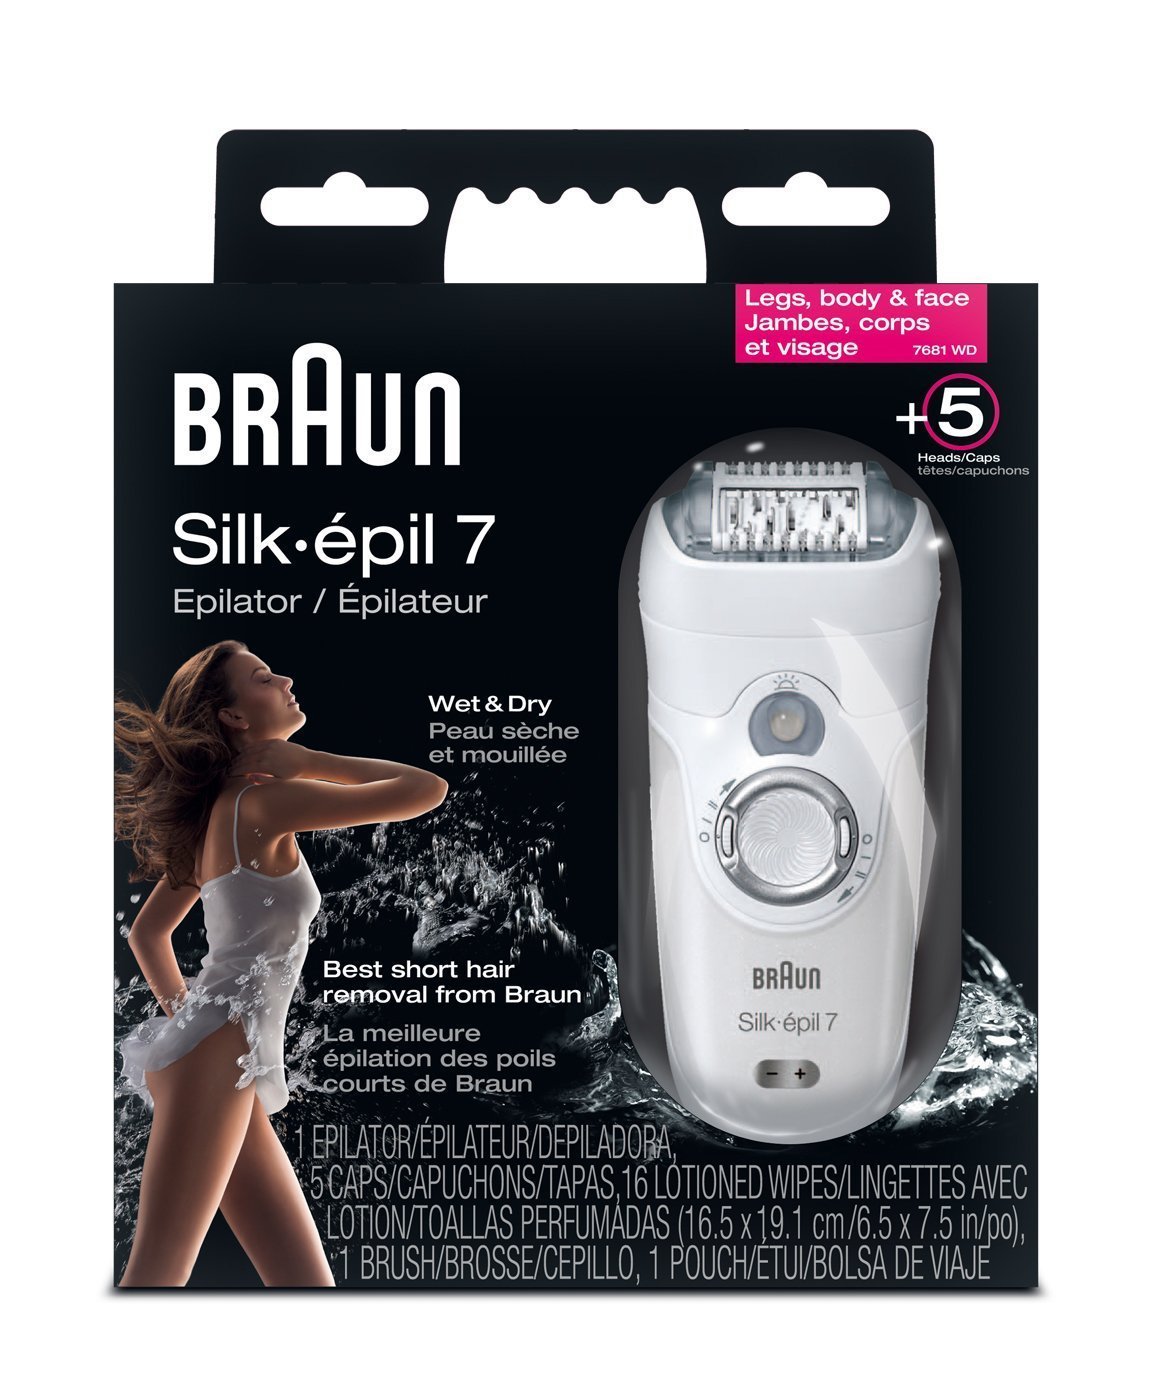 Legs, body & face
Jambes, corps
et visage 7681 WD
+5
Heads/Caps
têtes/capuchons
BRAUN
Silk·épil 7
Epilator / Épilateur
Wet & Dry
Peau sèche
et mouillée
Best short hair
removal from Braun
La meilleure
épilation des poils
courts de Braun
BRAUN
Silk·épil 7
- +
1 EPILATOR/ÉPILATEUR/DEPILADORA,
5 CAPS/CAPUCHONS/TAPAS, 16 LOTIONED WIPES/LINGETTES AVEC
LOTION/TOALLAS PERFUMADAS (16.5 x 19.1 cm/6.5 x 7.5 in/po),
1 BRUSH/BROSSE/CEPILLO, 1 POUCH/ÉTUI/BOLSA DE VIAJE